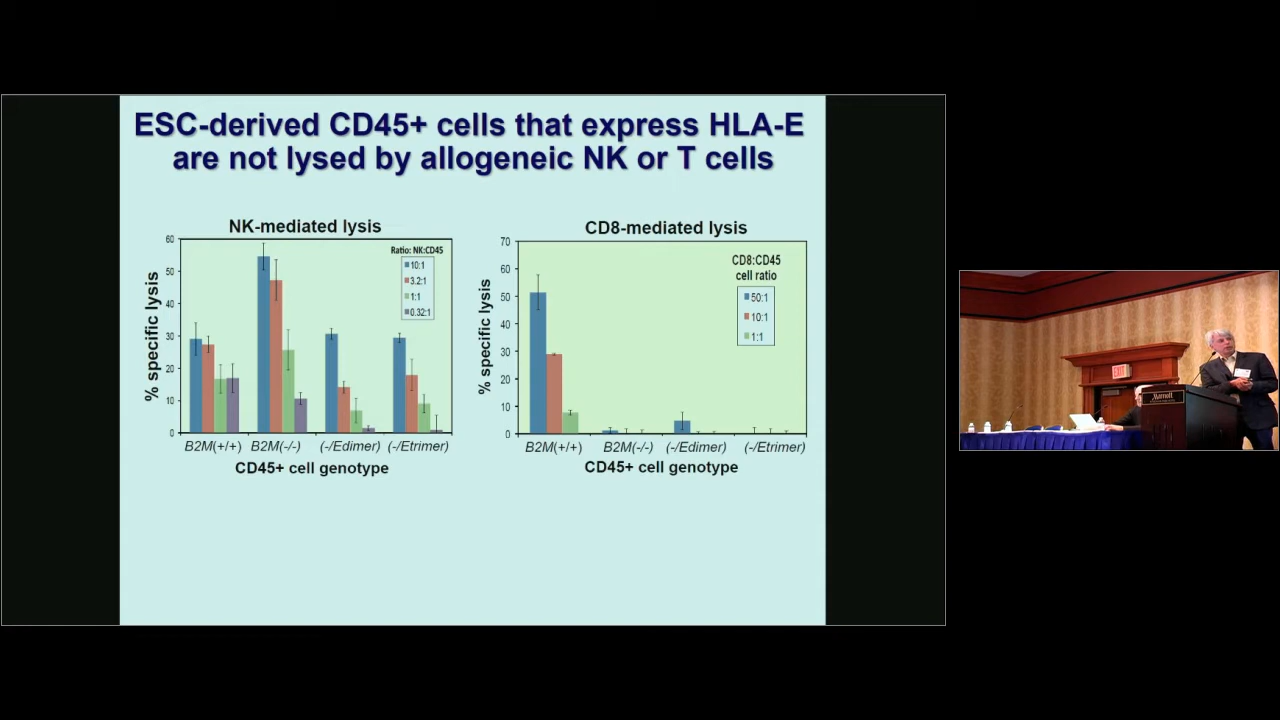 ESC-derived CD45+ cells that express HLA-E
are not lysed by allogeneic NK or T cells
NK-mediated lysis
Ratio: NK:CD45
10:1
3.2:1
1:1
0.32:1
% specific lysis
60
50
40
30
20
10
0
B2M(+/+) B2M(-/-) (-/Edimer) (-/Etrimer)
CD45+ cell genotype
CD8-mediated lysis
CD8:CD45
cell ratio
50:1
10:1
1:1
% specific lysis
70
60
50
40
30
20
10
0
B2M(+/+) B2M(-/-) (-/Edimer) (-/Etrimer)
CD45+ cell genotype
EXIT
Marriott